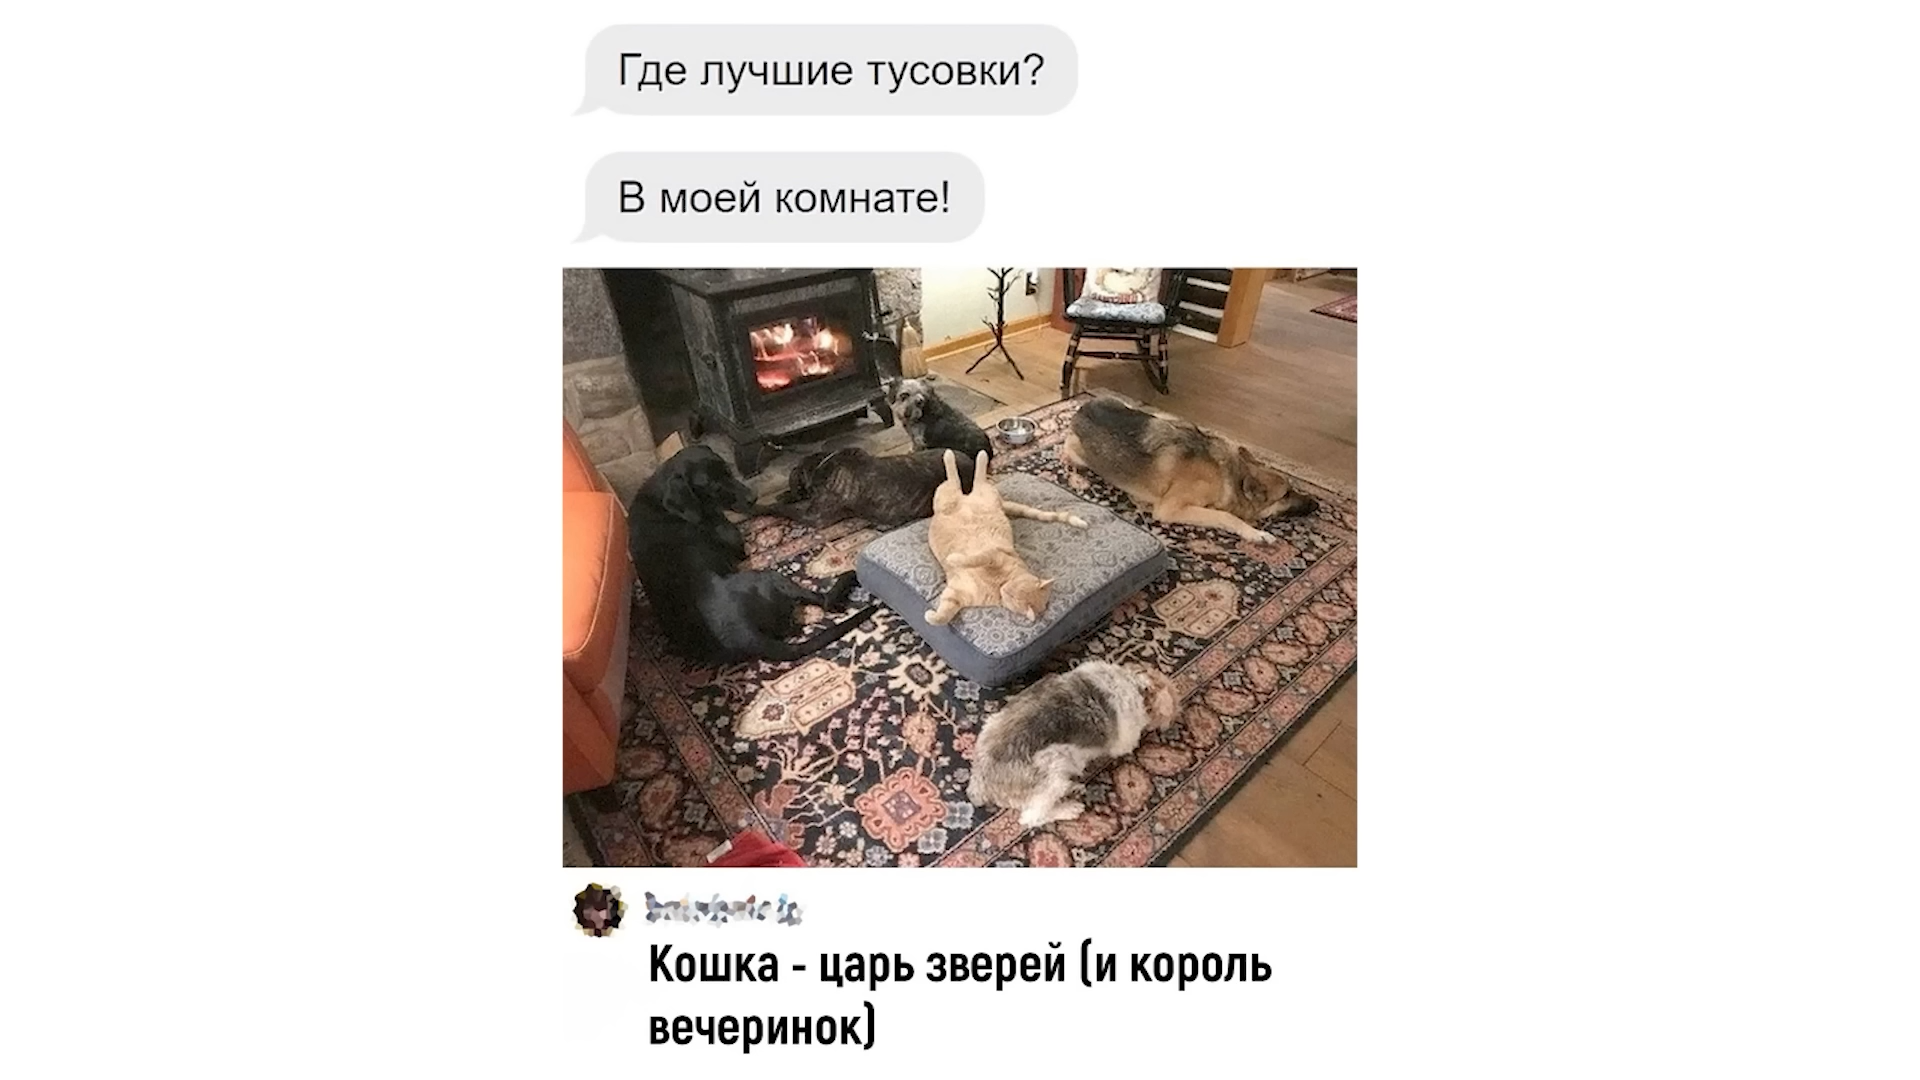 Где лучшие тусовки?
В моей комнате!
Кошка - царь зверей (и король
вечеринок)